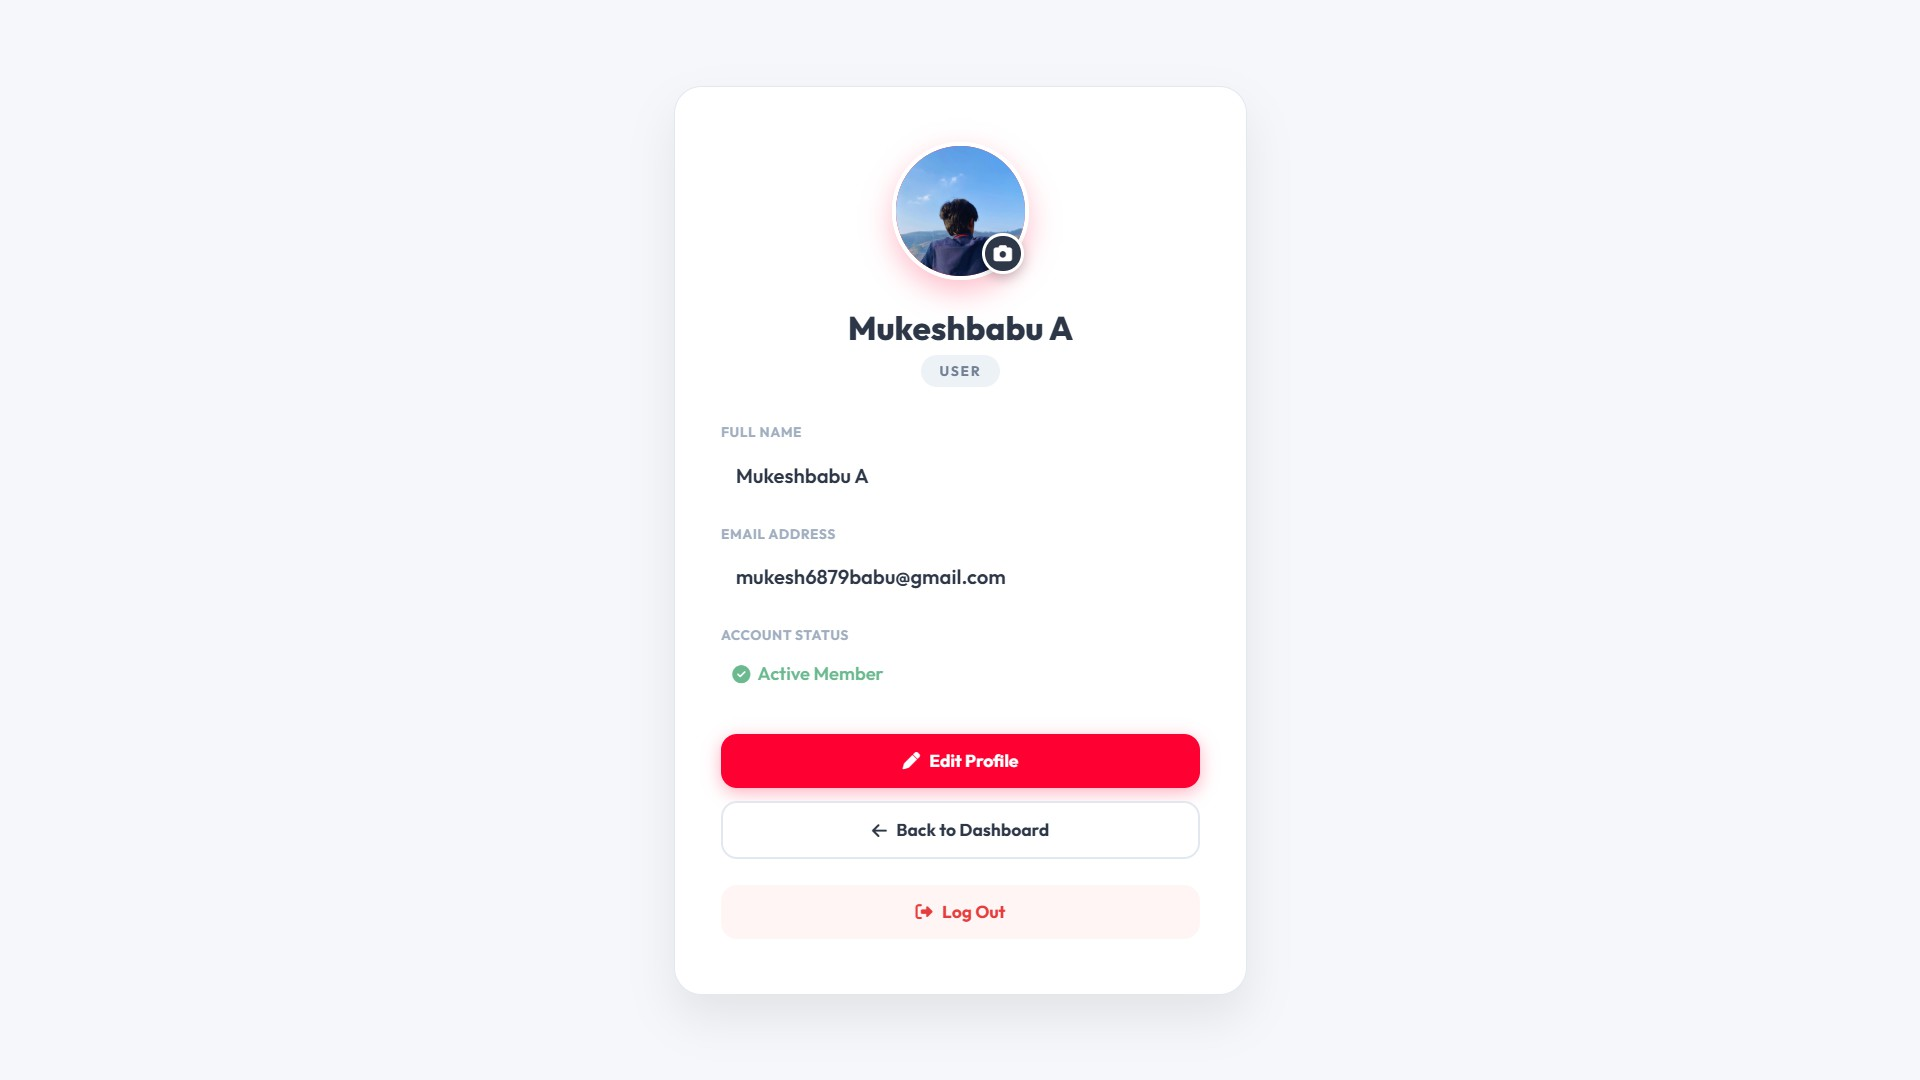 Mukeshbabu A
USER
FULL NAME
Mukeshbabu A
EMAIL ADDRESS
mukesh6879babu@gmail.com
ACCOUNT STATUS
Active Member
Edit Profile
Back to Dashboard
Log Out